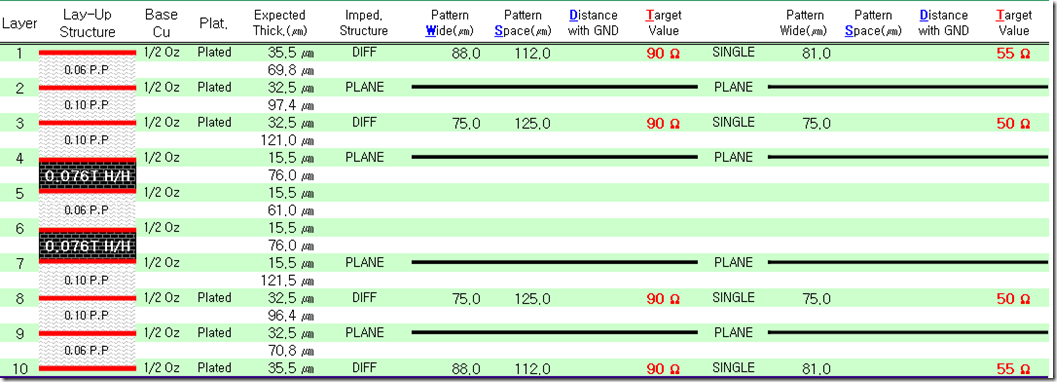 Layer Lay-Up Structure Base Cu Plat. Expected Thick.(㎛) Imped. Structure Pattern Wide(㎛) Pattern Space(㎛) Distance with GND Target Value Pattern Wide(㎛) Pattern Space(㎛) Distance with GND Target Value
1 1/2 Oz Plated 35.5 ㎛ DIFF 88.0 112.0 90 Ω SINGLE 81.0 55 Ω
0.06 P.P 69.8 ㎛
2 1/2 Oz Plated 32.5 ㎛ PLANE PLANE
0.10 P.P 97.4 ㎛
3 1/2 Oz Plated 32.5 ㎛ DIFF 75.0 125.0 90 Ω SINGLE 75.0 50 Ω
0.10 P.P 121.0 ㎛
4 1/2 Oz 15.5 ㎛ PLANE PLANE
0.076T H/H 76.0 ㎛
5 1/2 Oz 15.5 ㎛
0.06 P.P 61.0 ㎛
6 1/2 Oz 15.5 ㎛
0.076T H/H 76.0 ㎛
7 1/2 Oz 15.5 ㎛ PLANE PLANE
0.10 P.P 121.5 ㎛
8 1/2 Oz Plated 32.5 ㎛ DIFF 75.0 125.0 90 Ω SINGLE 75.0 50 Ω
0.10 P.P 96.4 ㎛
9 1/2 Oz Plated 32.5 ㎛ PLANE PLANE
0.06 P.P 70.8 ㎛
10 1/2 Oz Plated 35.5 ㎛ DIFF 88.0 112.0 90 Ω SINGLE 81.0 55 Ω